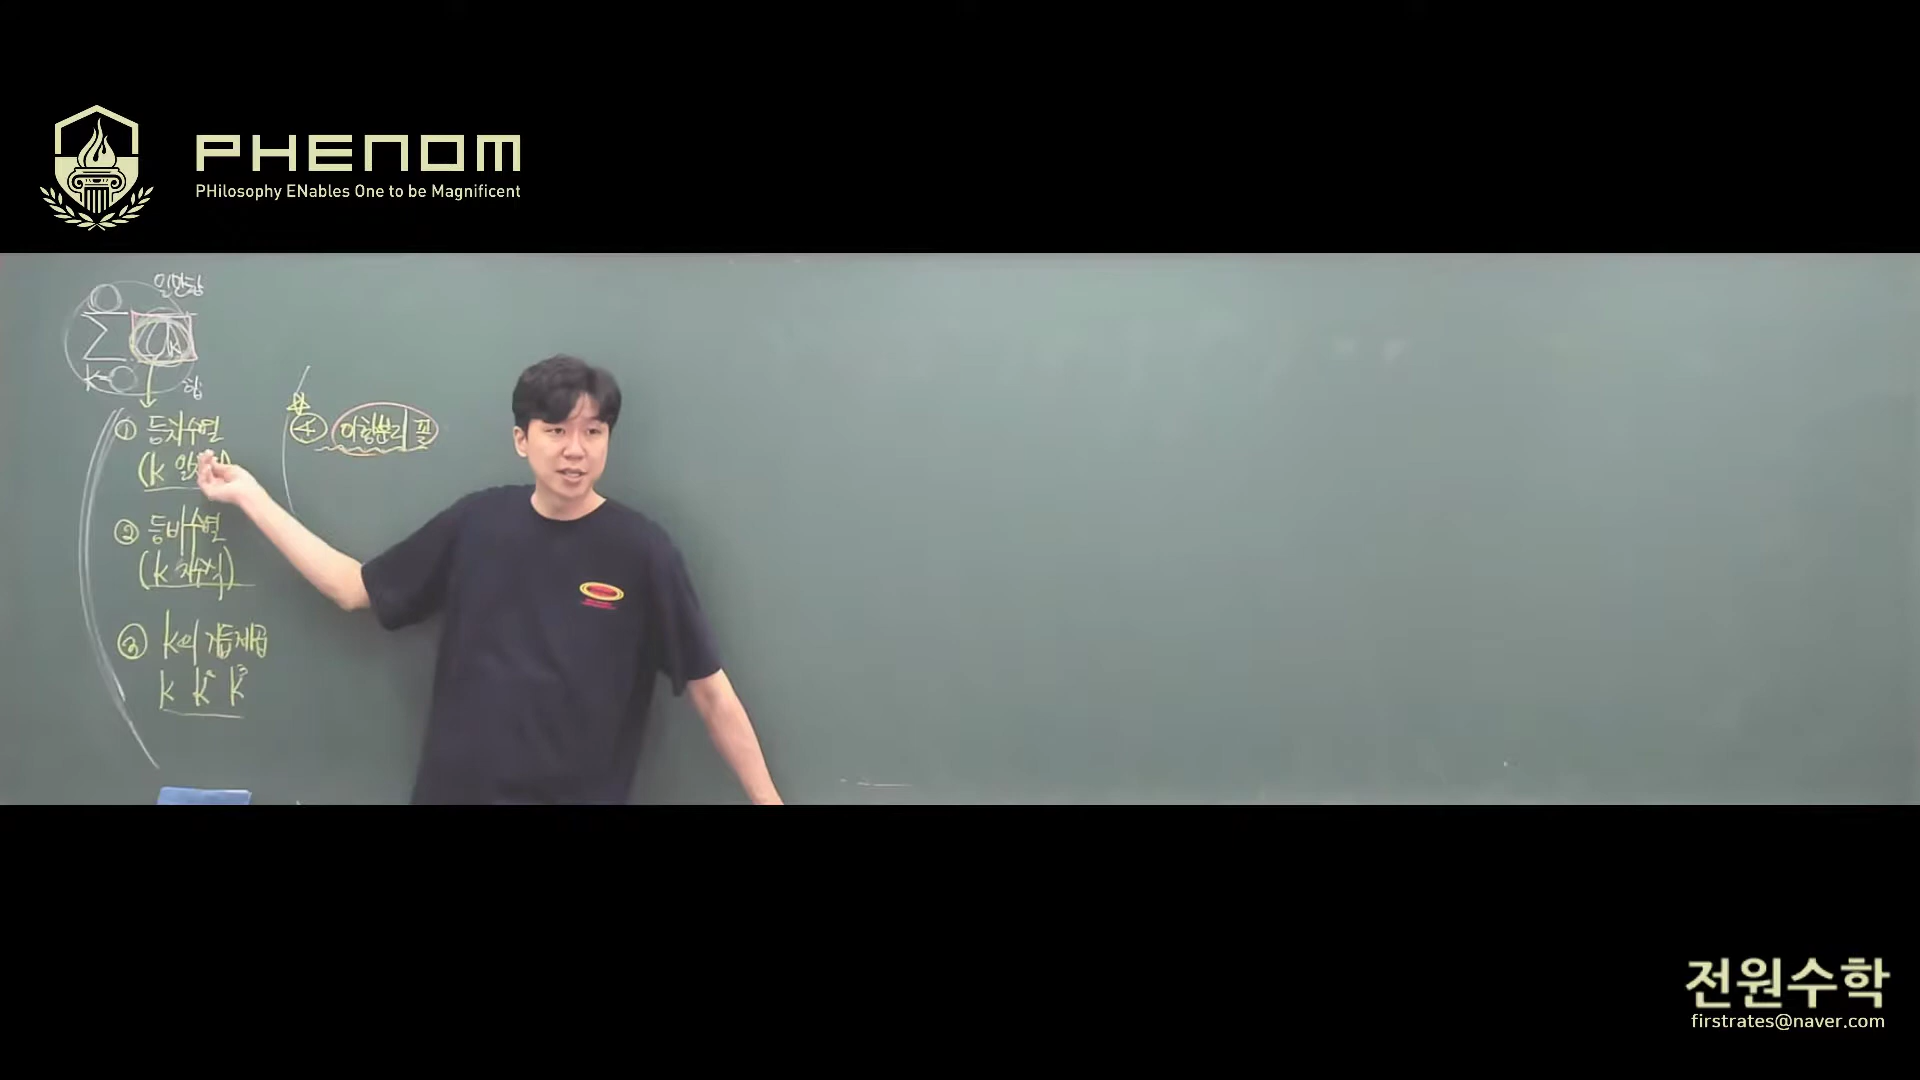 PHENOM
PHilosophy ENables One to be Magnificent
일반항
∑ ak
k=
합
① 등차수열
(k 일차식)
② 등비수열
(k 지수식)
③ k의 거듭제곱
k k² k³
④ 이항분리 꼴
전원수학
firstrates@naver.com